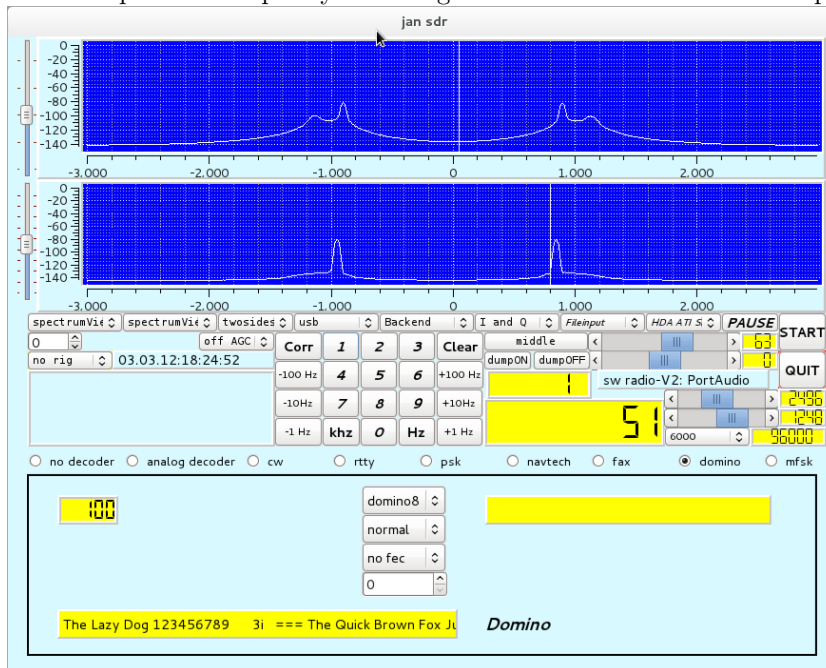 jan sdr
0
-20
-40
-60
-80
-100
-120
-140
-3.000 -2.000 -1.000 0 1.000 2.000
0
-20
-40
-60
-80
-100
-120
-140
-3.000 -2.000 -1.000 0 1.000 2.000
spectrumVie spectrumVie twosides usb Backend I and Q Fileinput HDA ATI S PAUSE START
0 off AGC Corr 1 2 3 Clear middle 63
no rig 03.03.12:18:24:52 -100 Hz 4 5 6 +100 Hz dumpON dumpOFF 0 QUIT
1 sw radio-V2: PortAudio
-10Hz 7 8 9 +10Hz 51 2496
-1 Hz khz 0 Hz +1 Hz 1248
6000 96000
no decoder analog decoder cw rtty psk navtech fax domino mfsk
100 domino8
normal
no fec
0
The Lazy Dog 123456789 3i === The Quick Brown Fox Ju Domino